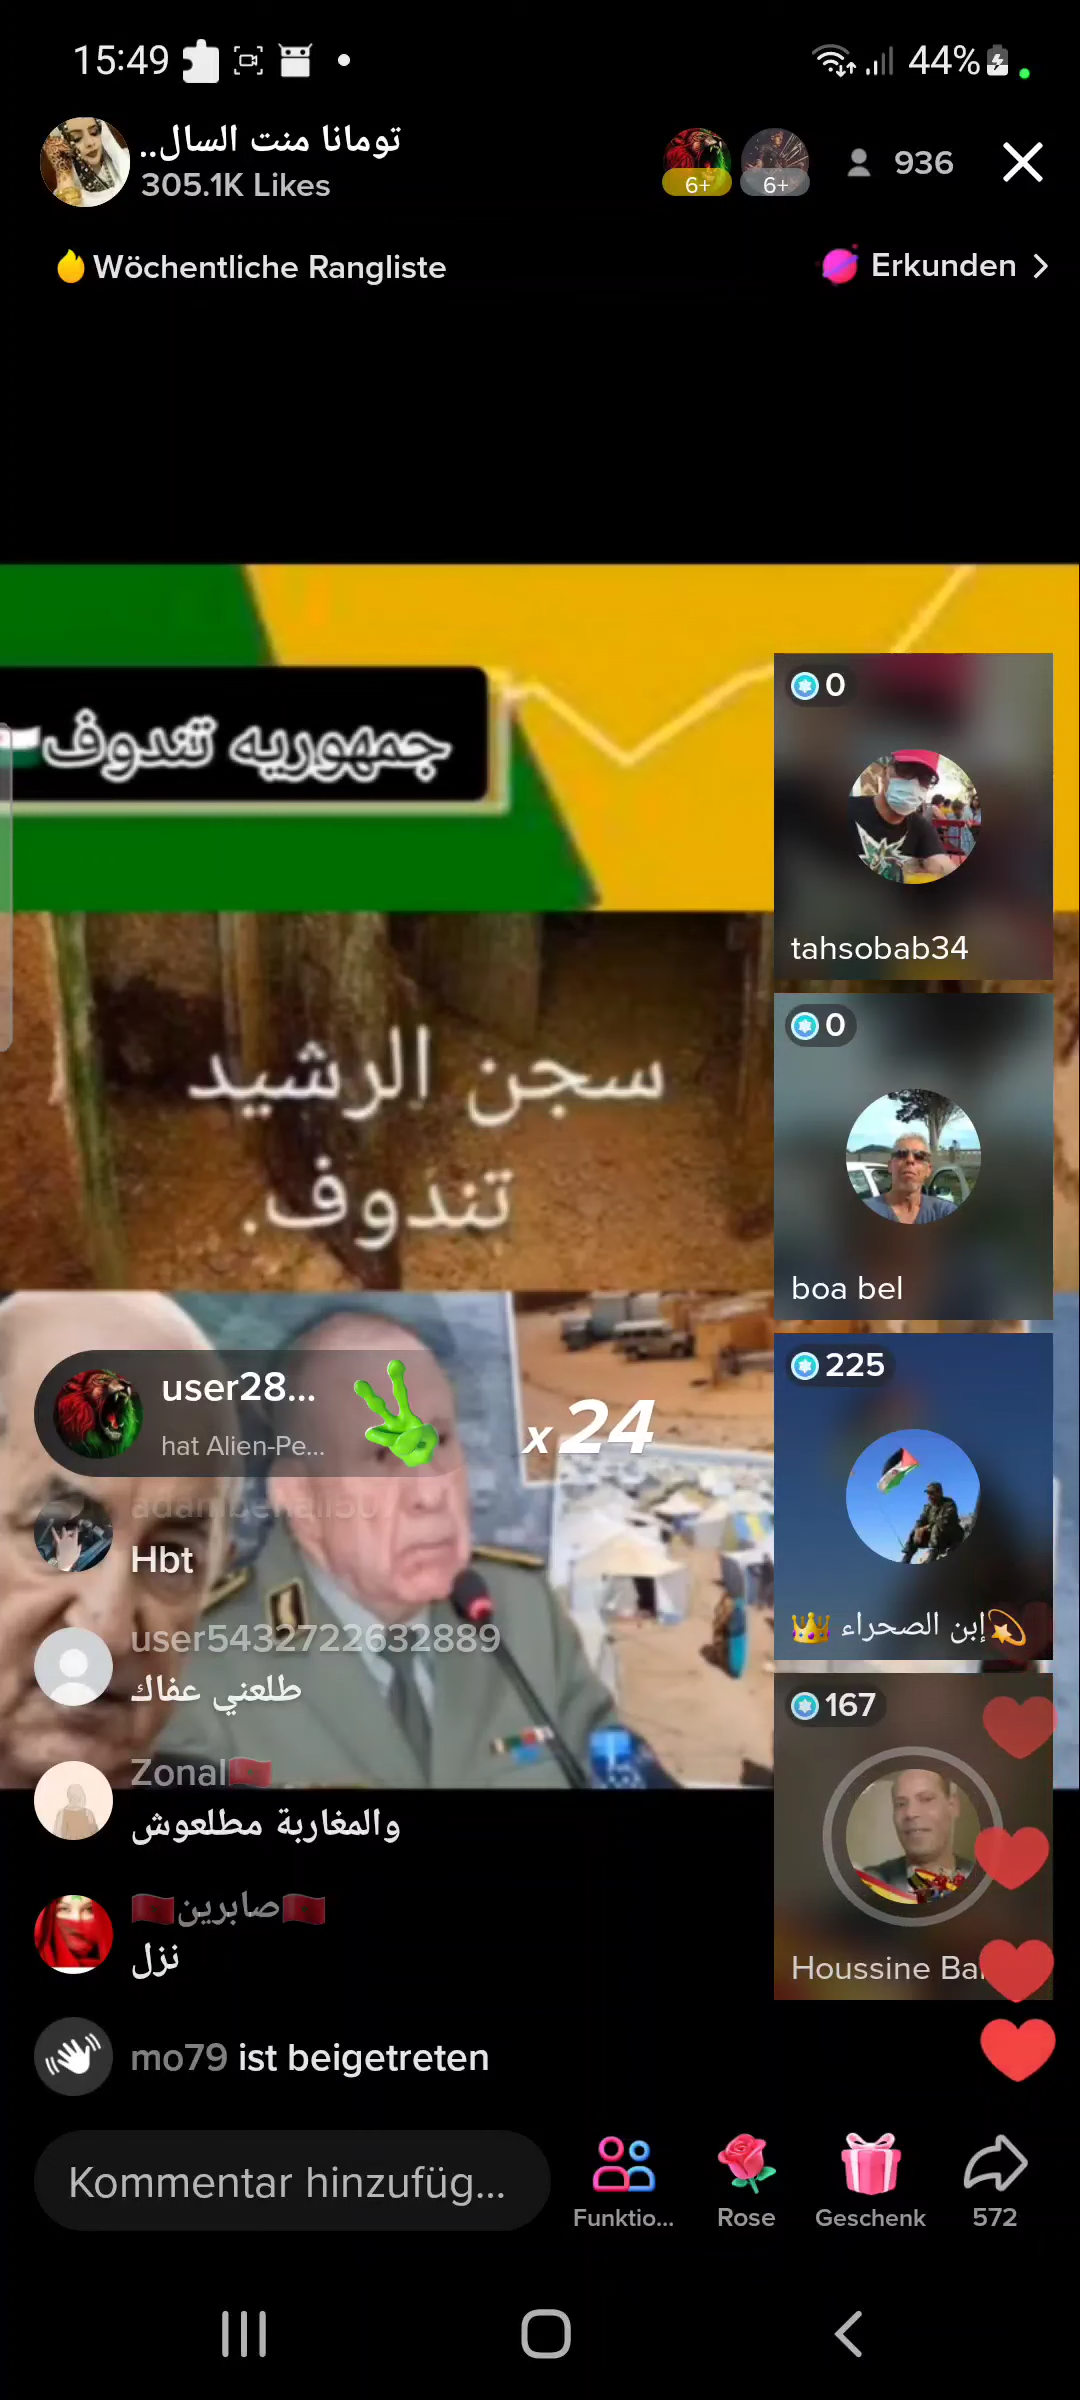 15:49
44%
تومانا منت السال..
305.1K Likes
6+
6+
936
Wöchentliche Rangliste
Erkunden
جمهوريه تندوف
0
tahsobab34
سجن الرشيد
تندوف.
0
boa bel
225
إبن الصحراء
user28...
hat Alien-Pe...
x24
Hbt
user5432722632889
طلعني عفاك
167
Zonal
والمغاربة مطلعوش
صابرين
نزل
Houssine Ba
mo79 ist beigetreten
Kommentar hinzufüg...
Funktio...
Rose
Geschenk
572